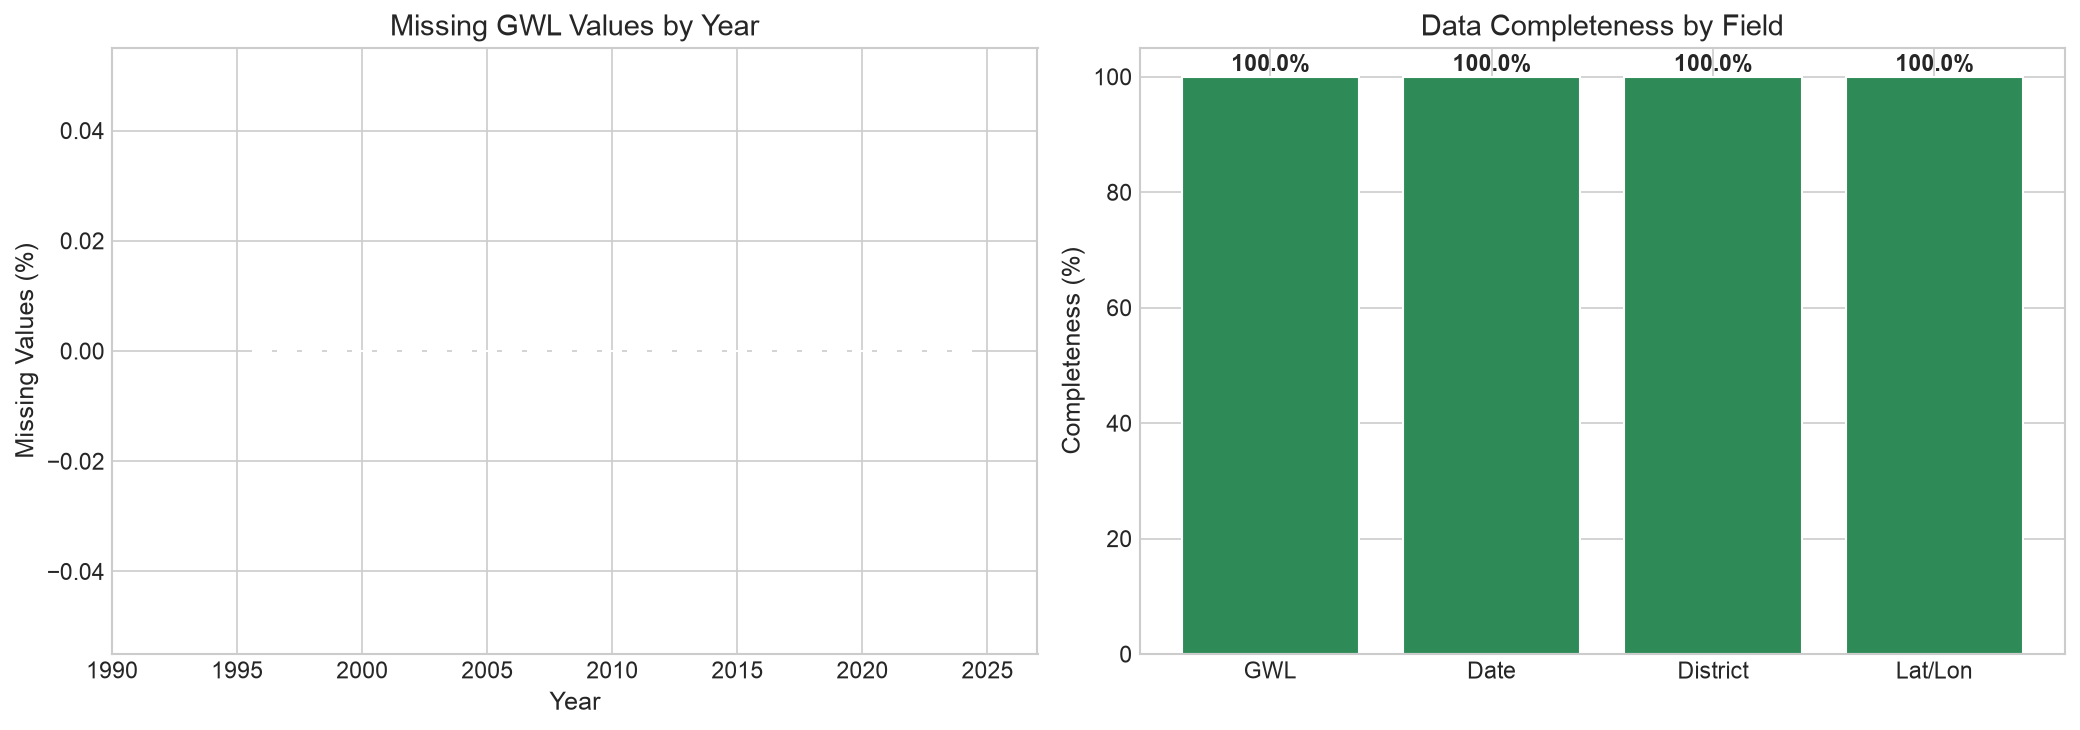 Missing GWL Values by Year
Missing Values (%)
0.04
0.02
0.00
−0.02
−0.04
1990 1995 2000 2005 2010 2015 2020 2025
Year
Data Completeness by Field
Completeness (%)
100.0% 100.0% 100.0% 100.0%
100
80
60
40
20
0
GWL Date District Lat/Lon